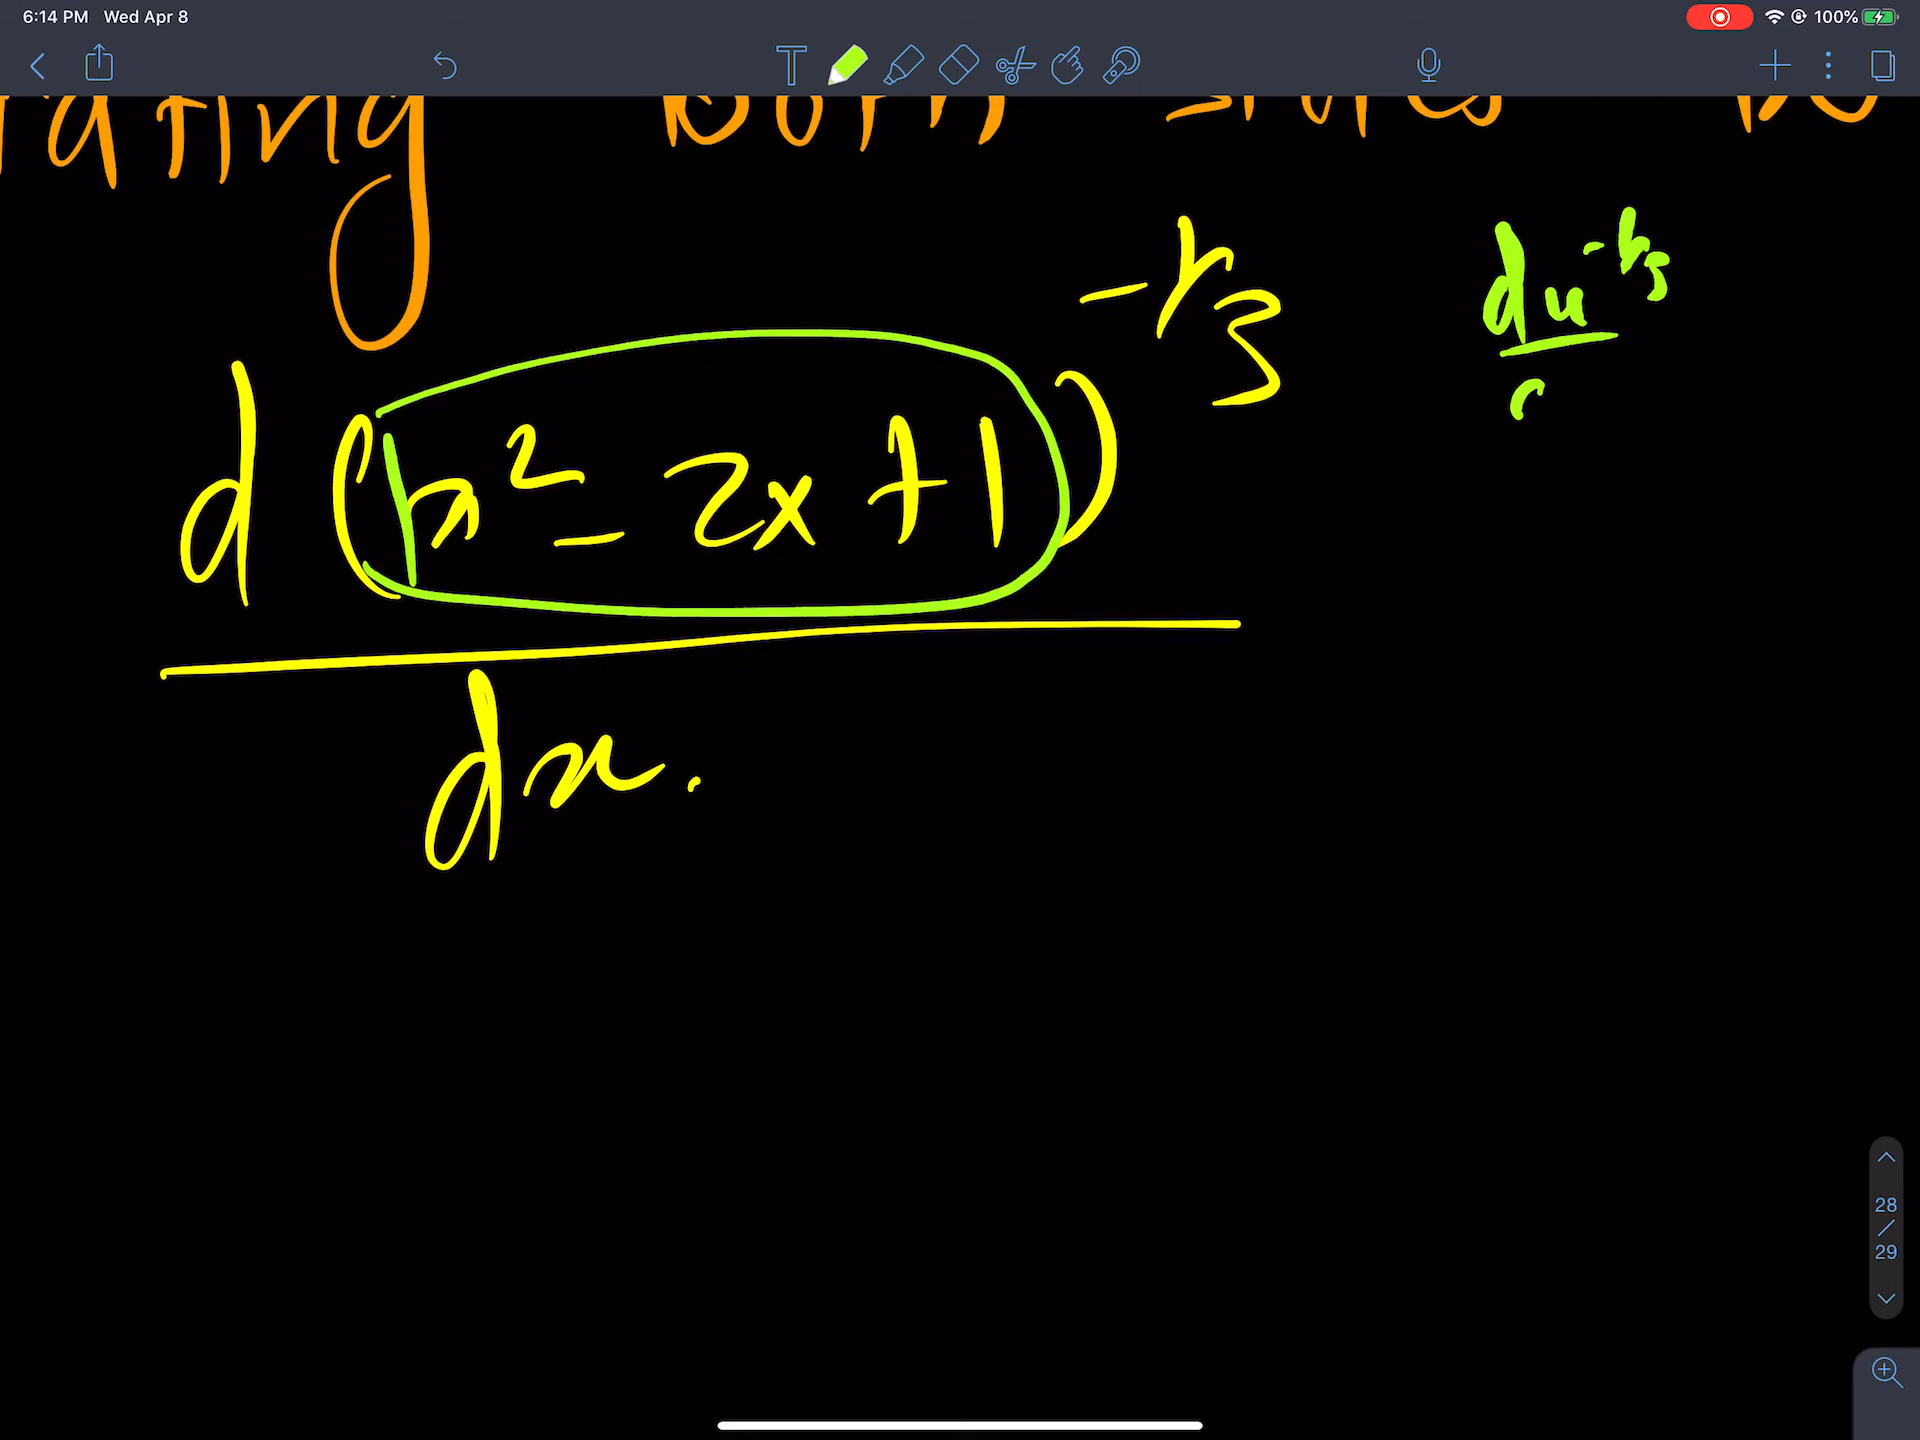 6:14 PM Wed Apr 8
100%
T
d (x² - 2x + 1)^-1/3
dx.
du^-1/3
28
/
29